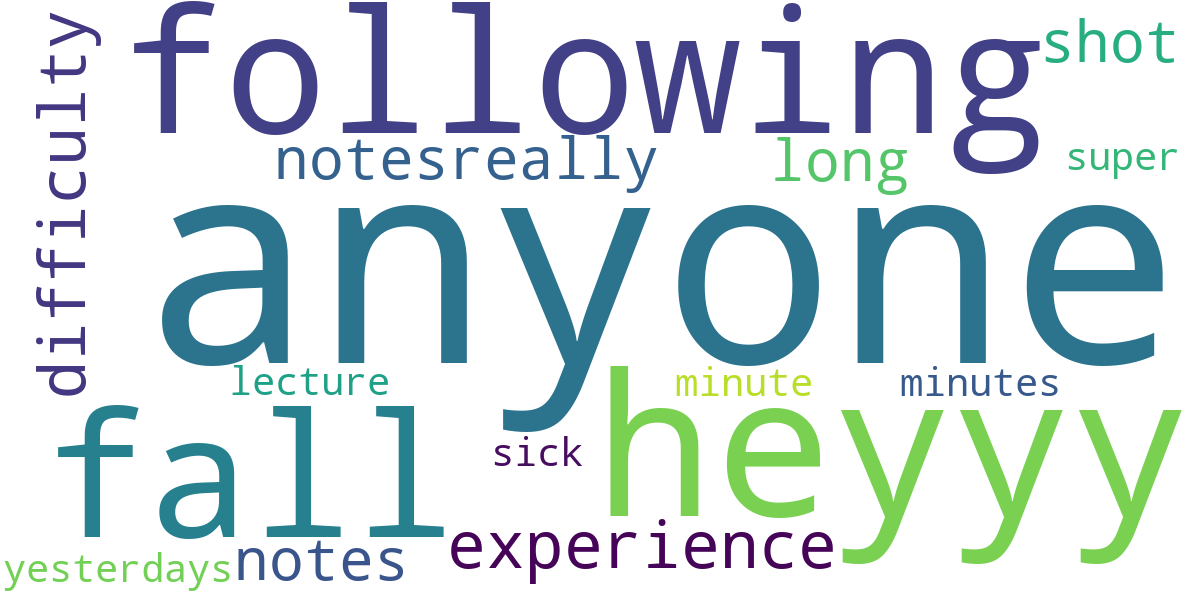 difficulty
following
shot
notesreally
long
super
anyone
lecture
minute
minutes
fall
heyyy
sick
experience
yesterdays
notes